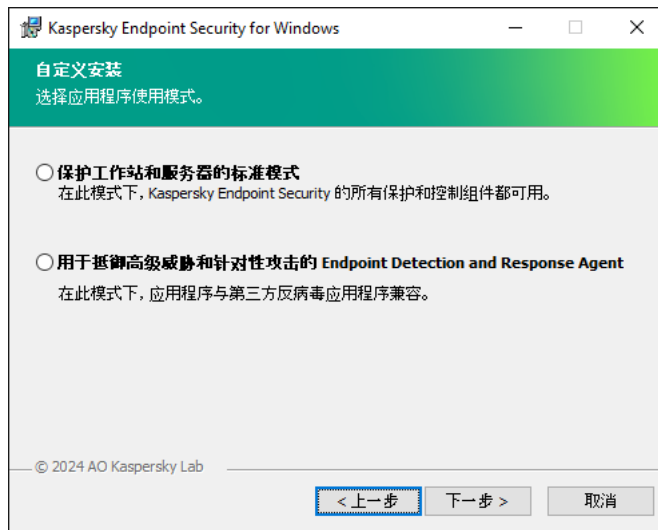 Kaspersky Endpoint Security for Windows
自定义安装
选择应用程序使用模式。
保护工作站和服务器的标准模式
在此模式下，Kaspersky Endpoint Security 的所有保护和控制组件都可用。
用于抵御高级威胁和针对性攻击的 Endpoint Detection and Response Agent
在此模式下，应用程序与第三方反病毒应用程序兼容。
© 2024 AO Kaspersky Lab
< 上一步 下一步 > 取消